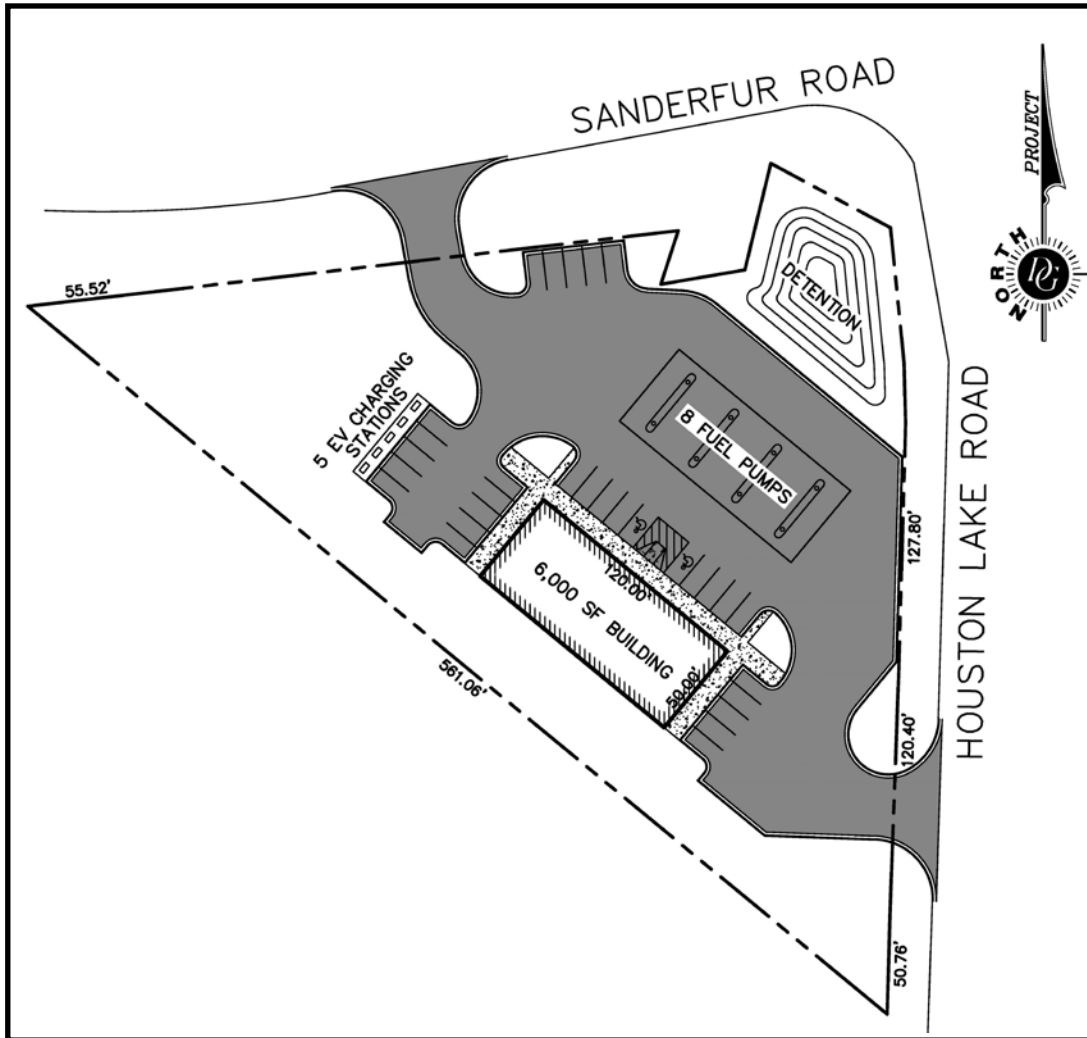 SANDERFUR ROAD
PROJECT
NORTH
DG
55.52'
DETENTION
5 EV CHARGING
STATIONS
8 FUEL PUMPS
HOUSTON LAKE ROAD
127.80'
120.00'
6,000 SF BUILDING
50.00'
561.06'
120.40'
50.76'